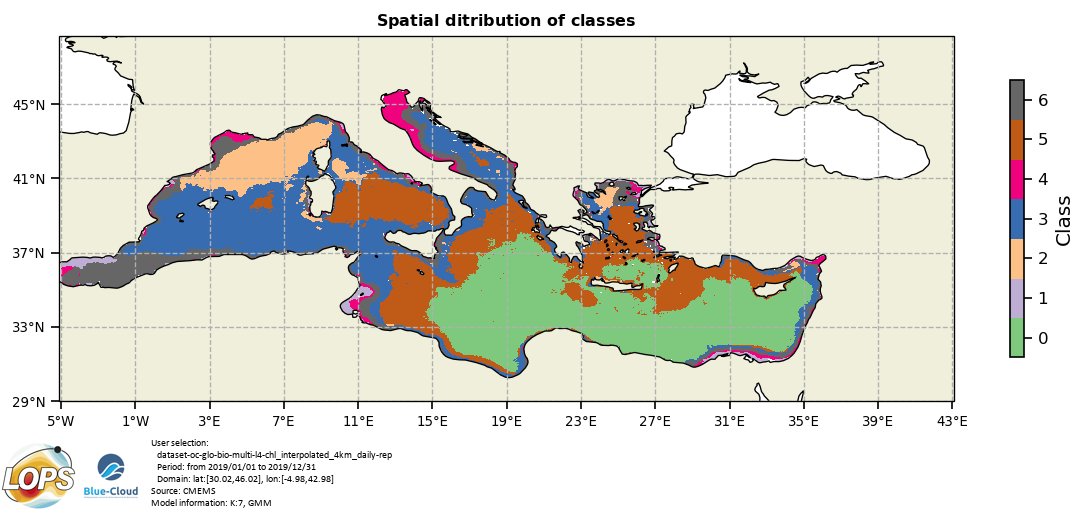 Spatial ditribution of classes
45°N
41°N
37°N
33°N
29°N
5°W 1°W 3°E 7°E 11°E 15°E 19°E 23°E 27°E 31°E 35°E 39°E 43°E
6
5
4
3
2
1
0
Class
LOPS
Blue-Cloud
User selection:
dataset-oc-glo-bio-multi-l4-chl_interpolated_4km_daily-rep
Period: from 2019/01/01 to 2019/12/31
Domain: lat:[30.02,46.02], lon:[-4.98,42.98]
Source: CMEMS
Model information: K:7, GMM